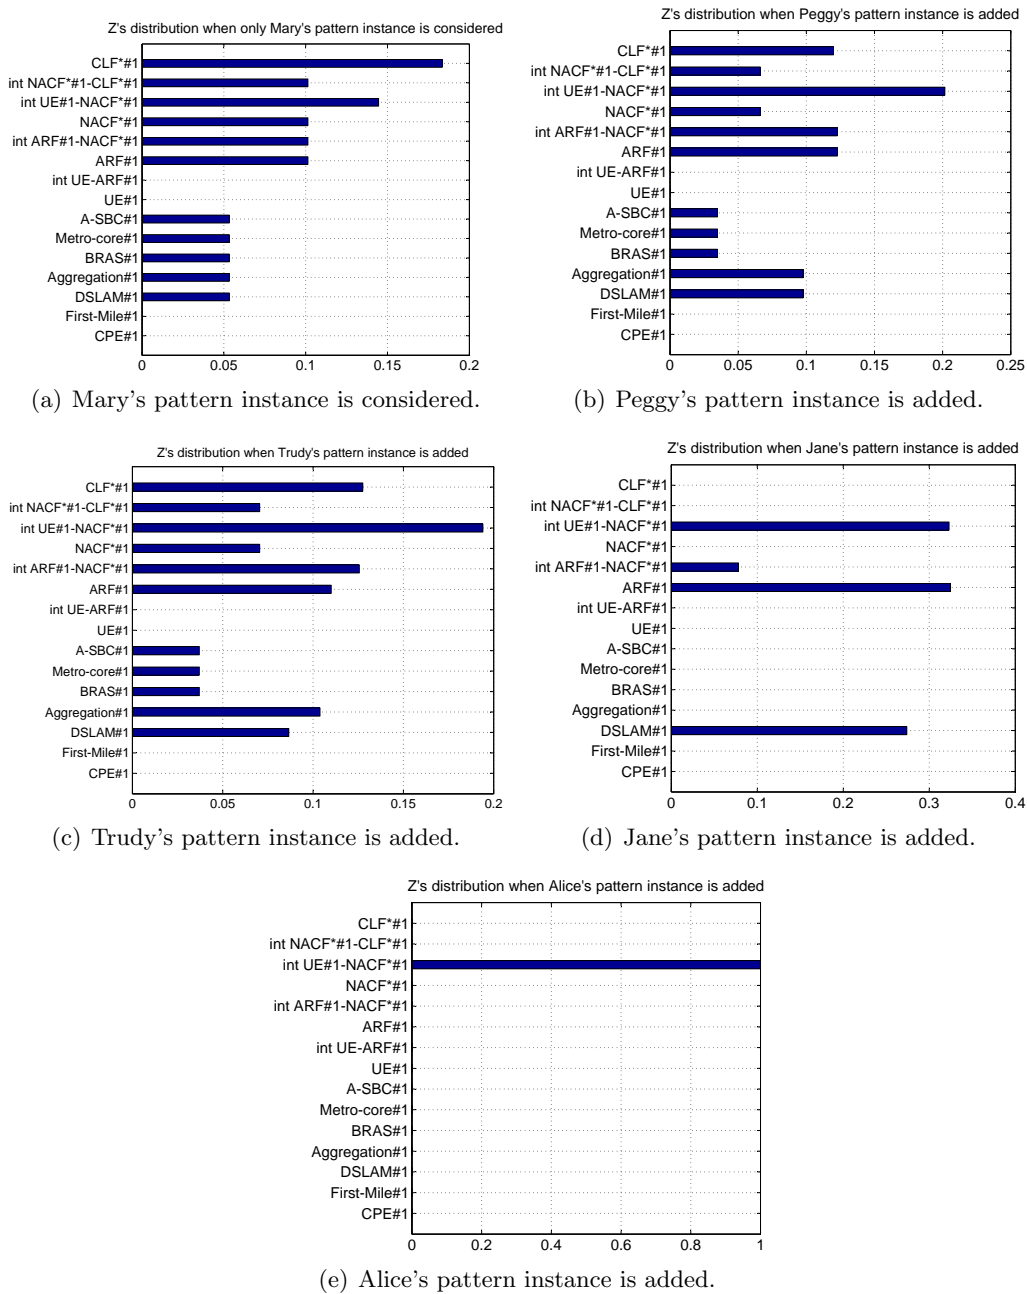 Z's distribution when only Mary's pattern instance is considered
CLF*#1
int NACF*#1-CLF*#1
int UE#1-NACF*#1
NACF*#1
int ARF#1-NACF*#1
ARF#1
int UE-ARF#1
UE#1
A-SBC#1
Metro-core#1
BRAS#1
Aggregation#1
DSLAM#1
First-Mile#1
CPE#1
0 0.05 0.1 0.15 0.2
(a) Mary's pattern instance is considered.
Z's distribution when Peggy's pattern instance is added
CLF*#1
int NACF*#1-CLF*#1
int UE#1-NACF*#1
NACF*#1
int ARF#1-NACF*#1
ARF#1
int UE-ARF#1
UE#1
A-SBC#1
Metro-core#1
BRAS#1
Aggregation#1
DSLAM#1
First-Mile#1
CPE#1
0 0.05 0.1 0.15 0.2 0.25
(b) Peggy's pattern instance is added.
Z's distribution when Trudy's pattern instance is added
CLF*#1
int NACF*#1-CLF*#1
int UE#1-NACF*#1
NACF*#1
int ARF#1-NACF*#1
ARF#1
int UE-ARF#1
UE#1
A-SBC#1
Metro-core#1
BRAS#1
Aggregation#1
DSLAM#1
First-Mile#1
CPE#1
0 0.05 0.1 0.15 0.2
(c) Trudy's pattern instance is added.
Z's distribution when Jane's pattern instance is added
CLF*#1
int NACF*#1-CLF*#1
int UE#1-NACF*#1
NACF*#1
int ARF#1-NACF*#1
ARF#1
int UE-ARF#1
UE#1
A-SBC#1
Metro-core#1
BRAS#1
Aggregation#1
DSLAM#1
First-Mile#1
CPE#1
0 0.1 0.2 0.3 0.4
(d) Jane's pattern instance is added.
Z's distribution when Alice's pattern instance is added
CLF*#1
int NACF*#1-CLF*#1
int UE#1-NACF*#1
NACF*#1
int ARF#1-NACF*#1
ARF#1
int UE-ARF#1
UE#1
A-SBC#1
Metro-core#1
BRAS#1
Aggregation#1
DSLAM#1
First-Mile#1
CPE#1
0 0.2 0.4 0.6 0.8 1
(e) Alice's pattern instance is added.